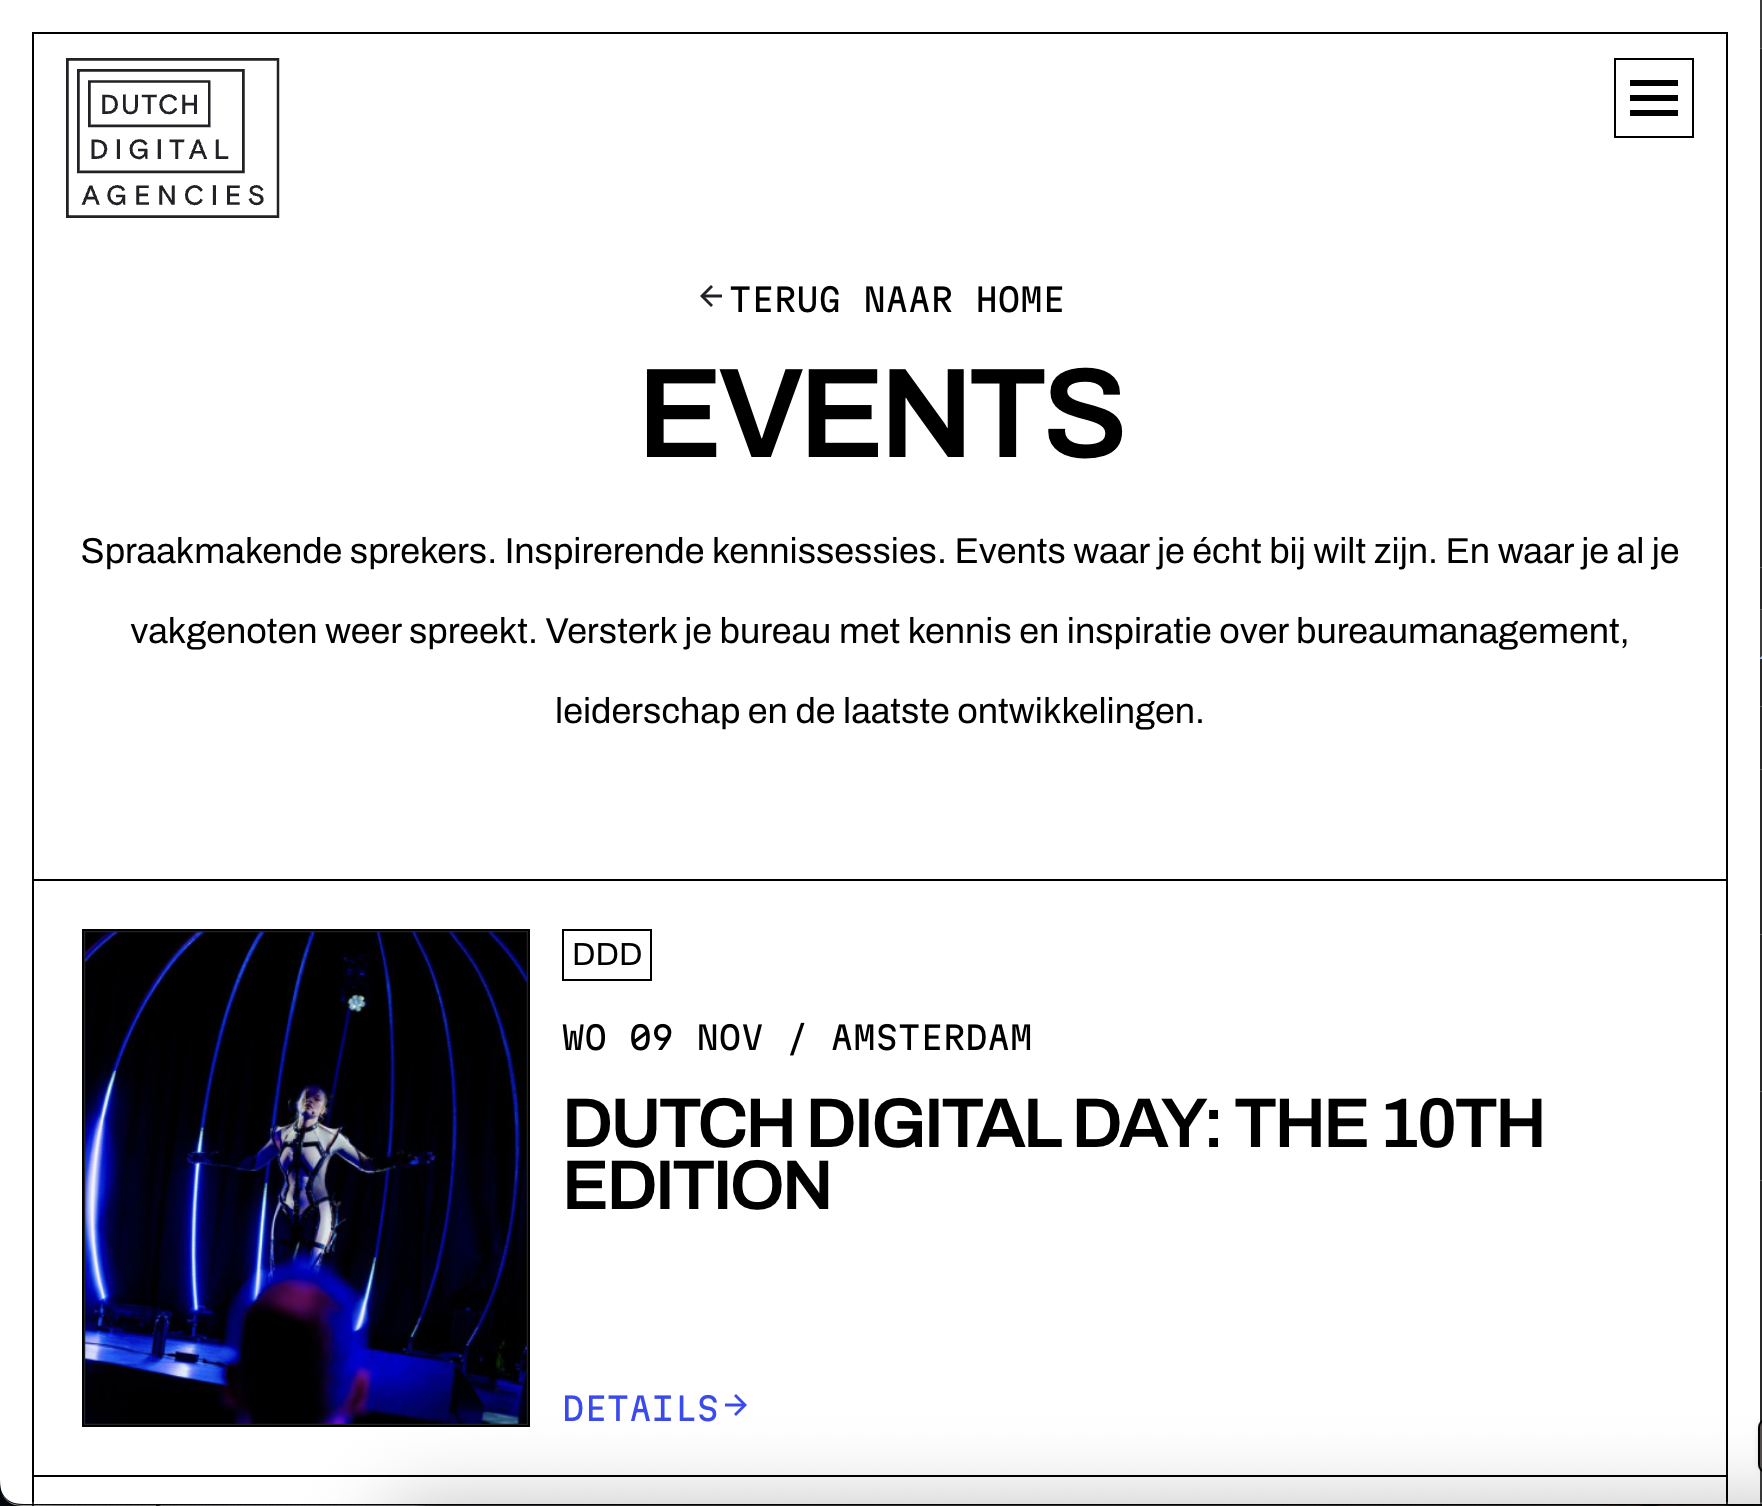 DUTCH
DIGITAL
AGENCIES
←TERUG NAAR HOME
EVENTS
Spraakmakende sprekers. Inspirerende kennissessies. Events waar je écht bij wilt zijn. En waar je al je
vakgenoten weer spreekt. Versterk je bureau met kennis en inspiratie over bureaumanagement,
leiderschap en de laatste ontwikkelingen.
DDD
WO 09 NOV / AMSTERDAM
DUTCH DIGITAL DAY: THE 10TH
EDITION
DETAILS→